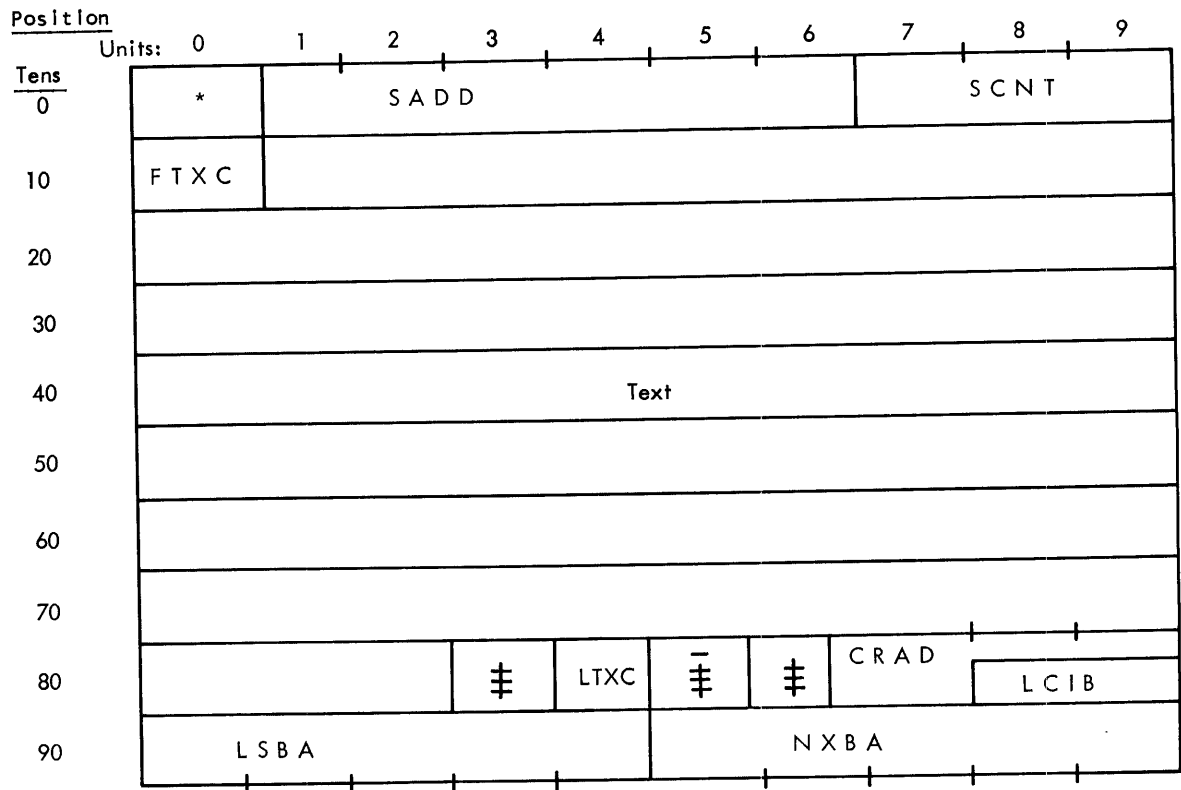 Position
Units: 0 1 2 3 4 5 6 7 8 9
Tens
0 * SADD SCNT
10 FTXC
20
30
40 Text
50
60
70
80 ⧧ LTXC ⧧ ⧧ CRAD LCIB
90 LSBA NXBA